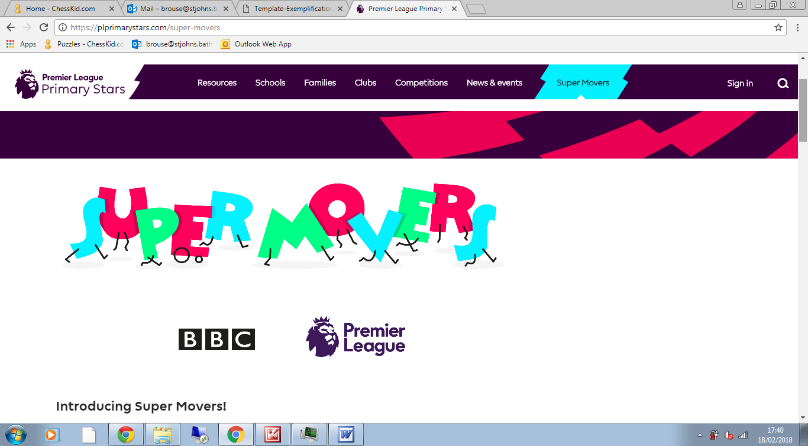 Home - ChessKid.com
Mail – brouse@stjohns.bath
Template-Exemplification
Premier League Primary
https://plprimarystars.com/super-movers
Apps
Puzzles - ChessKid.co
brouse@stjohns.bath
Outlook Web App
Premier League
Primary Stars
Resources
Schools
Families
Clubs
Competitions
News & events
Super Movers
Sign in
SUPER MOVERS
BBC
Premier
League
Introducing Super Movers!
17:40
18/02/2018